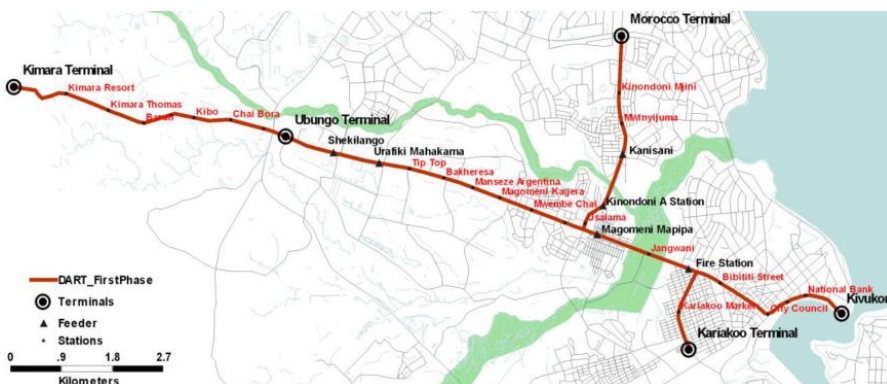 Morocco Terminal
Kimara Terminal
Kimara Resort
Kinondoni Mjini
Kimara Thomas
Kibo
Chai Bora
Baruti
Ubungo Terminal
Mwinyijuma
Shekilango
Urafiki Mahakama
Kanisani
Tip Top
Bakheresa
Manseze Argentina
Magomeni Kagera
Mwembe Chai
Kinondoni A Station
Usalama
Magomeni Mapipa
Jangwani
Fire Station
Bibititi Street
National Bank
Kivukon
Kariakoo Market
City Council
Kariakoo Terminal
DART_FirstPhase
Terminals
Feeder
Stations
0 .9 1.8 2.7
Kilometers